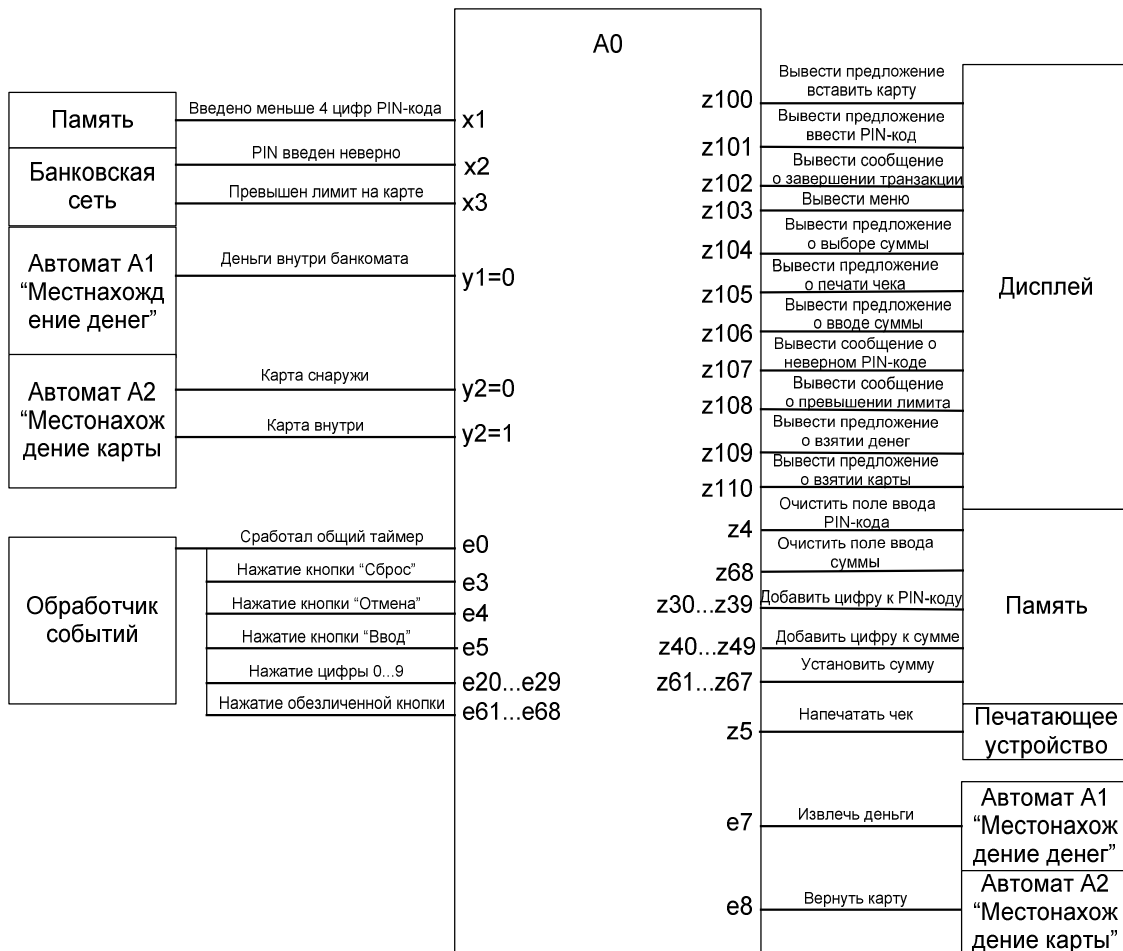 A0
Память
Введено меньше 4 цифр PIN-кода
x1
Банковская
сеть
PIN введен неверно
x2
Превышен лимит на карте
x3
Автомат А1
“Местнахожд
ение денег”
Деньги внутри банкомата
y1=0
Автомат А2
“Местонахож
дение карты
Карта снаружи
y2=0
Карта внутри
y2=1
Обработчик
событий
Сработал общий таймер
e0
Нажатие кнопки “Сброс”
e3
Нажатие кнопки “Отмена”
e4
Нажатие кнопки “Ввод”
e5
Нажатие цифры 0...9
e20...e29
Нажатие обезличенной кнопки
e61...e68
z100
Вывести предложение
вставить карту
z101
Вывести предложение
ввести PIN-код
z102
Вывести сообщение
о завершении транзакции
z103
Вывести меню
z104
Вывести предложение
о выборе суммы
z105
Вывести предложение
о печати чека
z106
Вывести предложение
о вводе суммы
z107
Вывести сообщение о
неверном PIN-коде
z108
Вывести сообщение
о превышении лимита
z109
Вывести предложение
о взятии денег
z110
Вывести предложение
о взятии карты
Дисплей
z4
Очистить поле ввода
PIN-кода
z68
Очистить поле ввода
суммы
z30...z39
Добавить цифру к PIN-коду
z40...z49
Добавить цифру к сумме
z61...z67
Установить сумму
Память
z5
Напечатать чек
Печатающее
устройство
e7
Извлечь деньги
Автомат А1
“Местонахож
дение денег”
e8
Вернуть карту
Автомат А2
“Местонахож
дение карты”